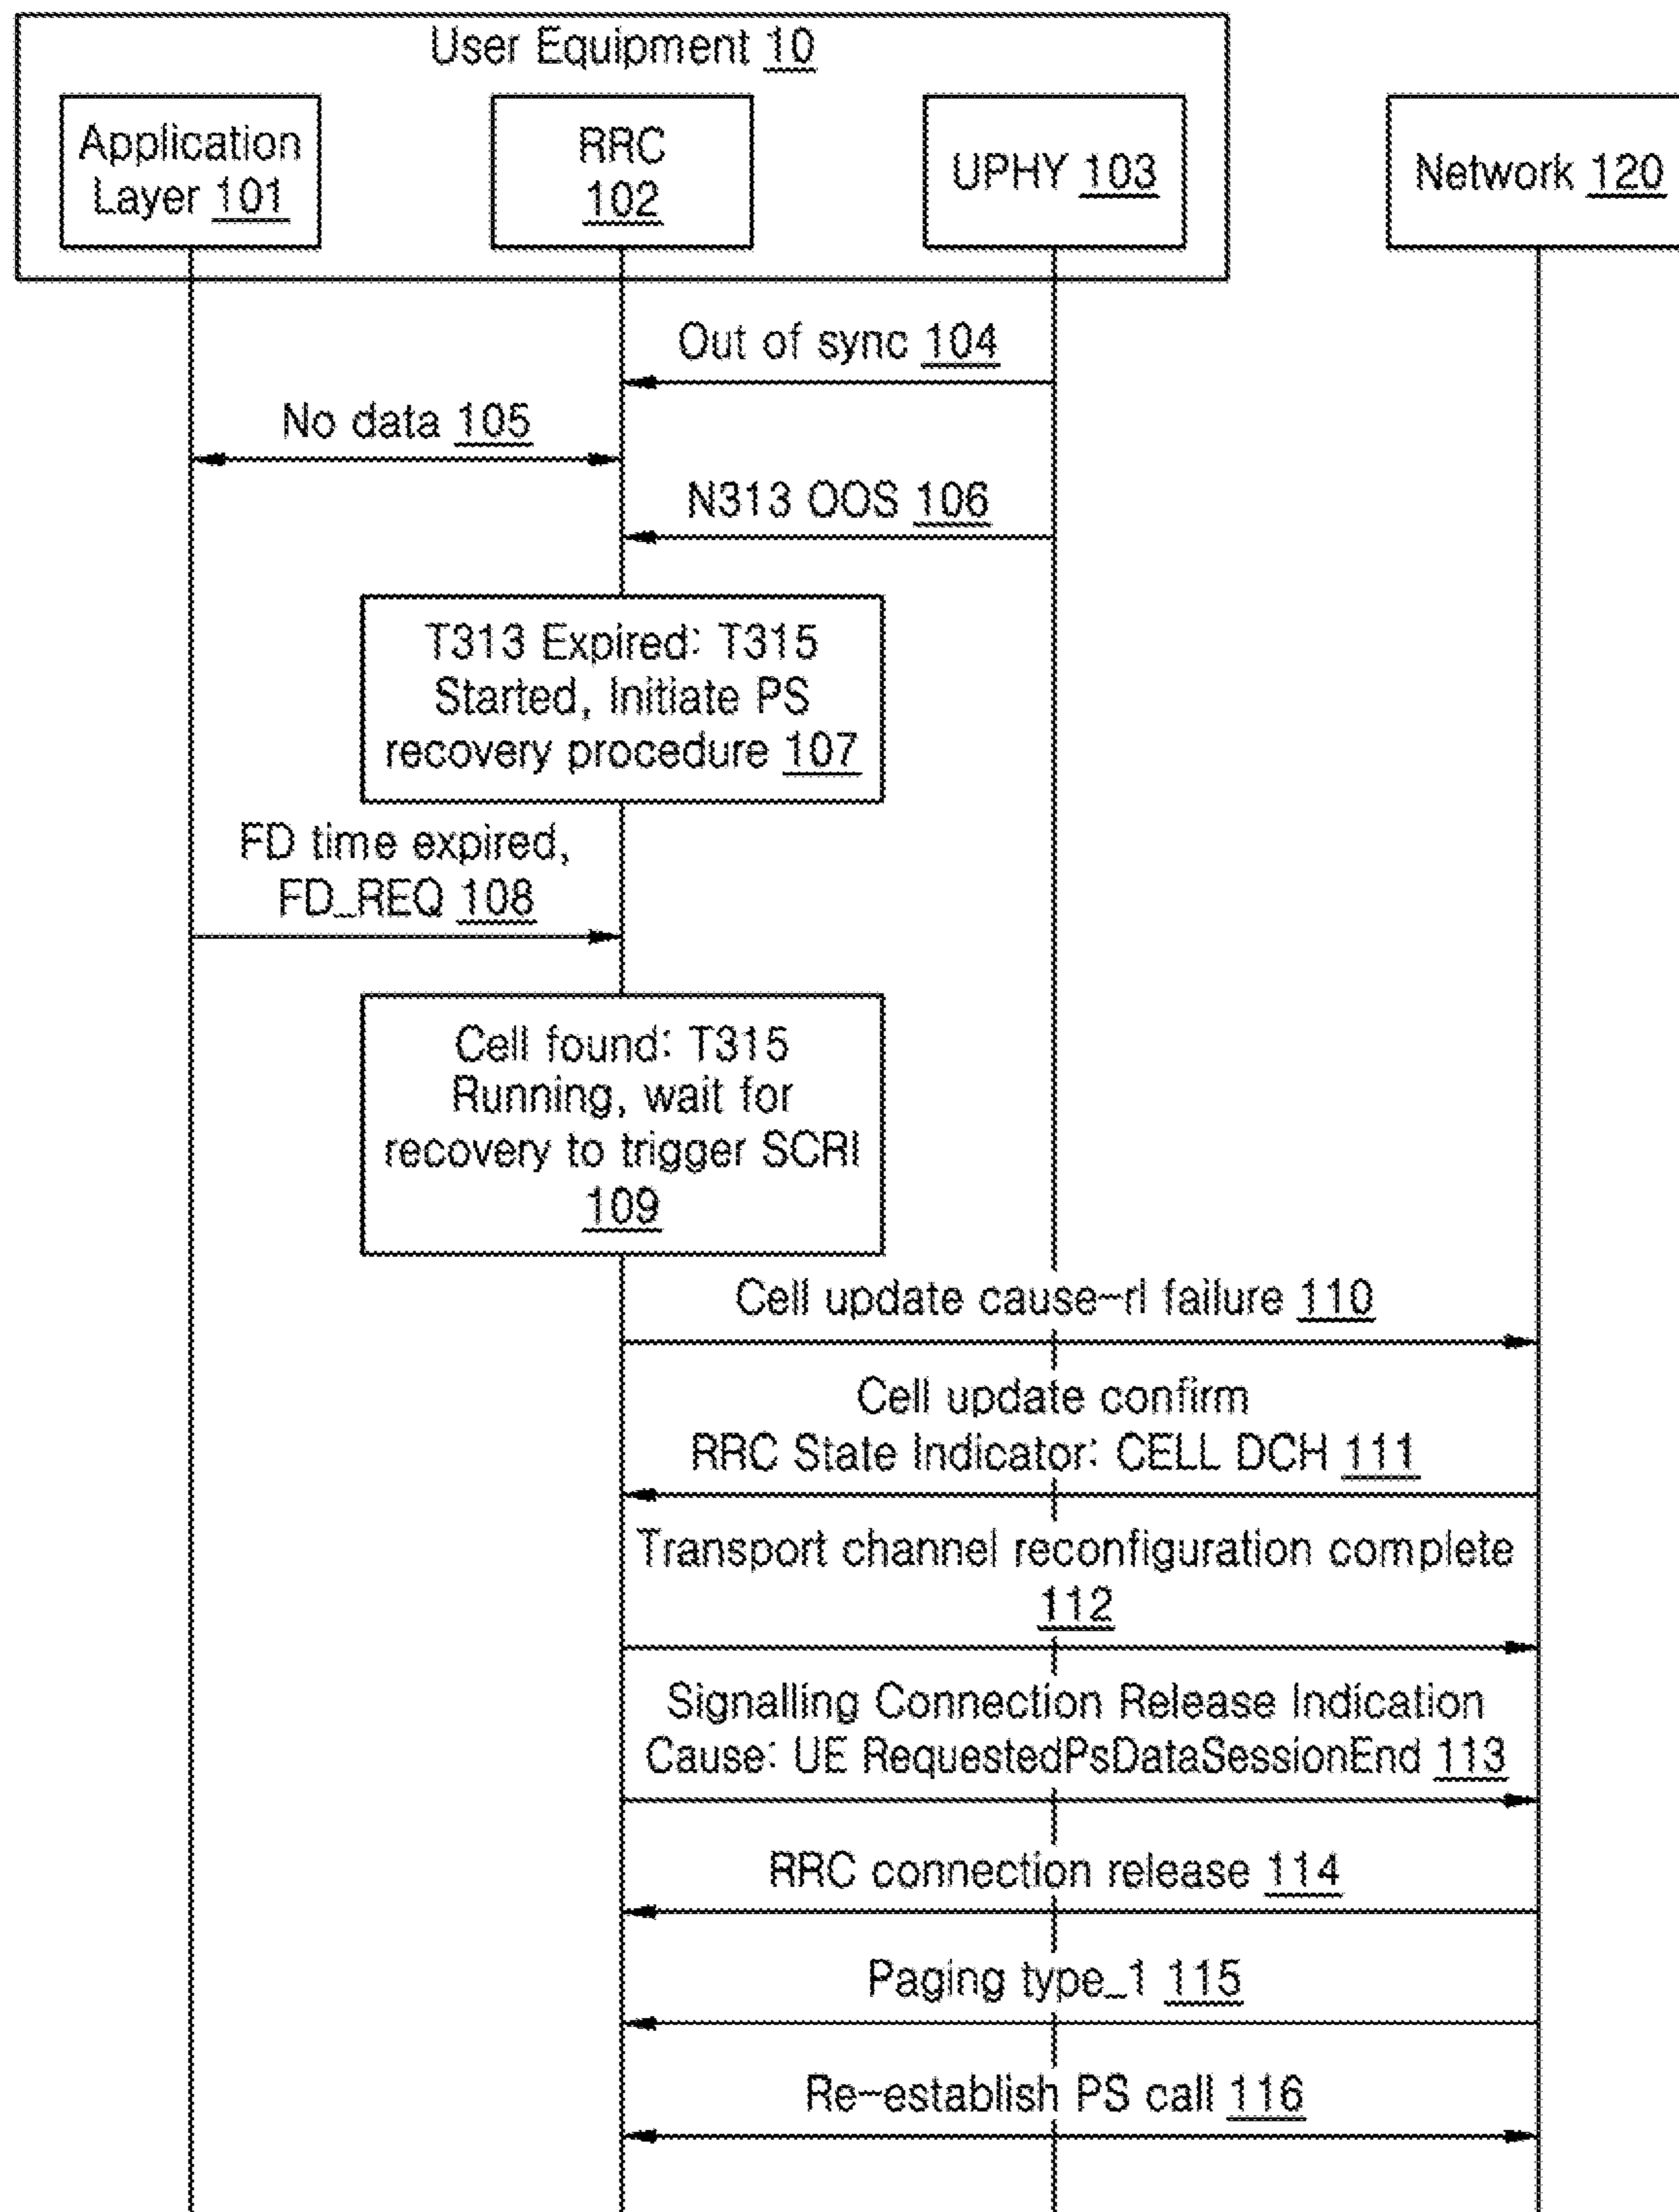 User Equipment 10
Application
Layer 101
RRC
102
UPHY 103
Network 120
Out of sync 104
No data 105
N313 OOS 106
T313 Expired: T315
Started, Initiate PS
recovery procedure 107
FD time expired,
FD_REQ 108
Cell found: T315
Running, wait for
recovery to trigger SCRI
109
Cell update cause-rl failure 110
Cell update confirm
RRC State Indicator: CELL DCH 111
Transport channel reconfiguration complete
112
Signalling Connection Release Indication
Cause: UE RequestedPsDataSessionEnd 113
RRC connection release 114
Paging type_1 115
Re-establish PS call 116